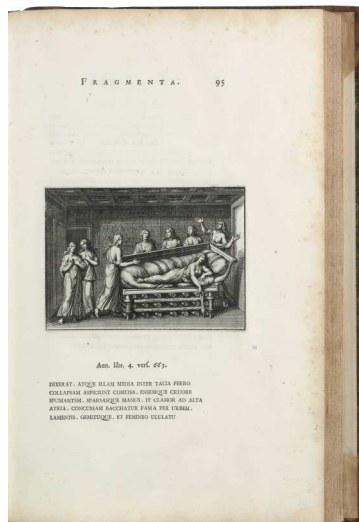 FRAGMENTA. 95
Aen. libr. 4. vers. 663.
DIXERAT. ATQUE ILLAM MEDIA INTER TALIA FERRO
COLLAPSAM ASPICIUNT COMITES. ENSEMQUE CRUORE
SPUMANTEM. SPARSASQUE MANUS. IT CLAMOR AD ALTA
ATRIA. CONCUSSAM BACCHATUR FAMA PER URBEM.
LAMENTIS. GEMITUQUE. ET FEMINEO ULULATU